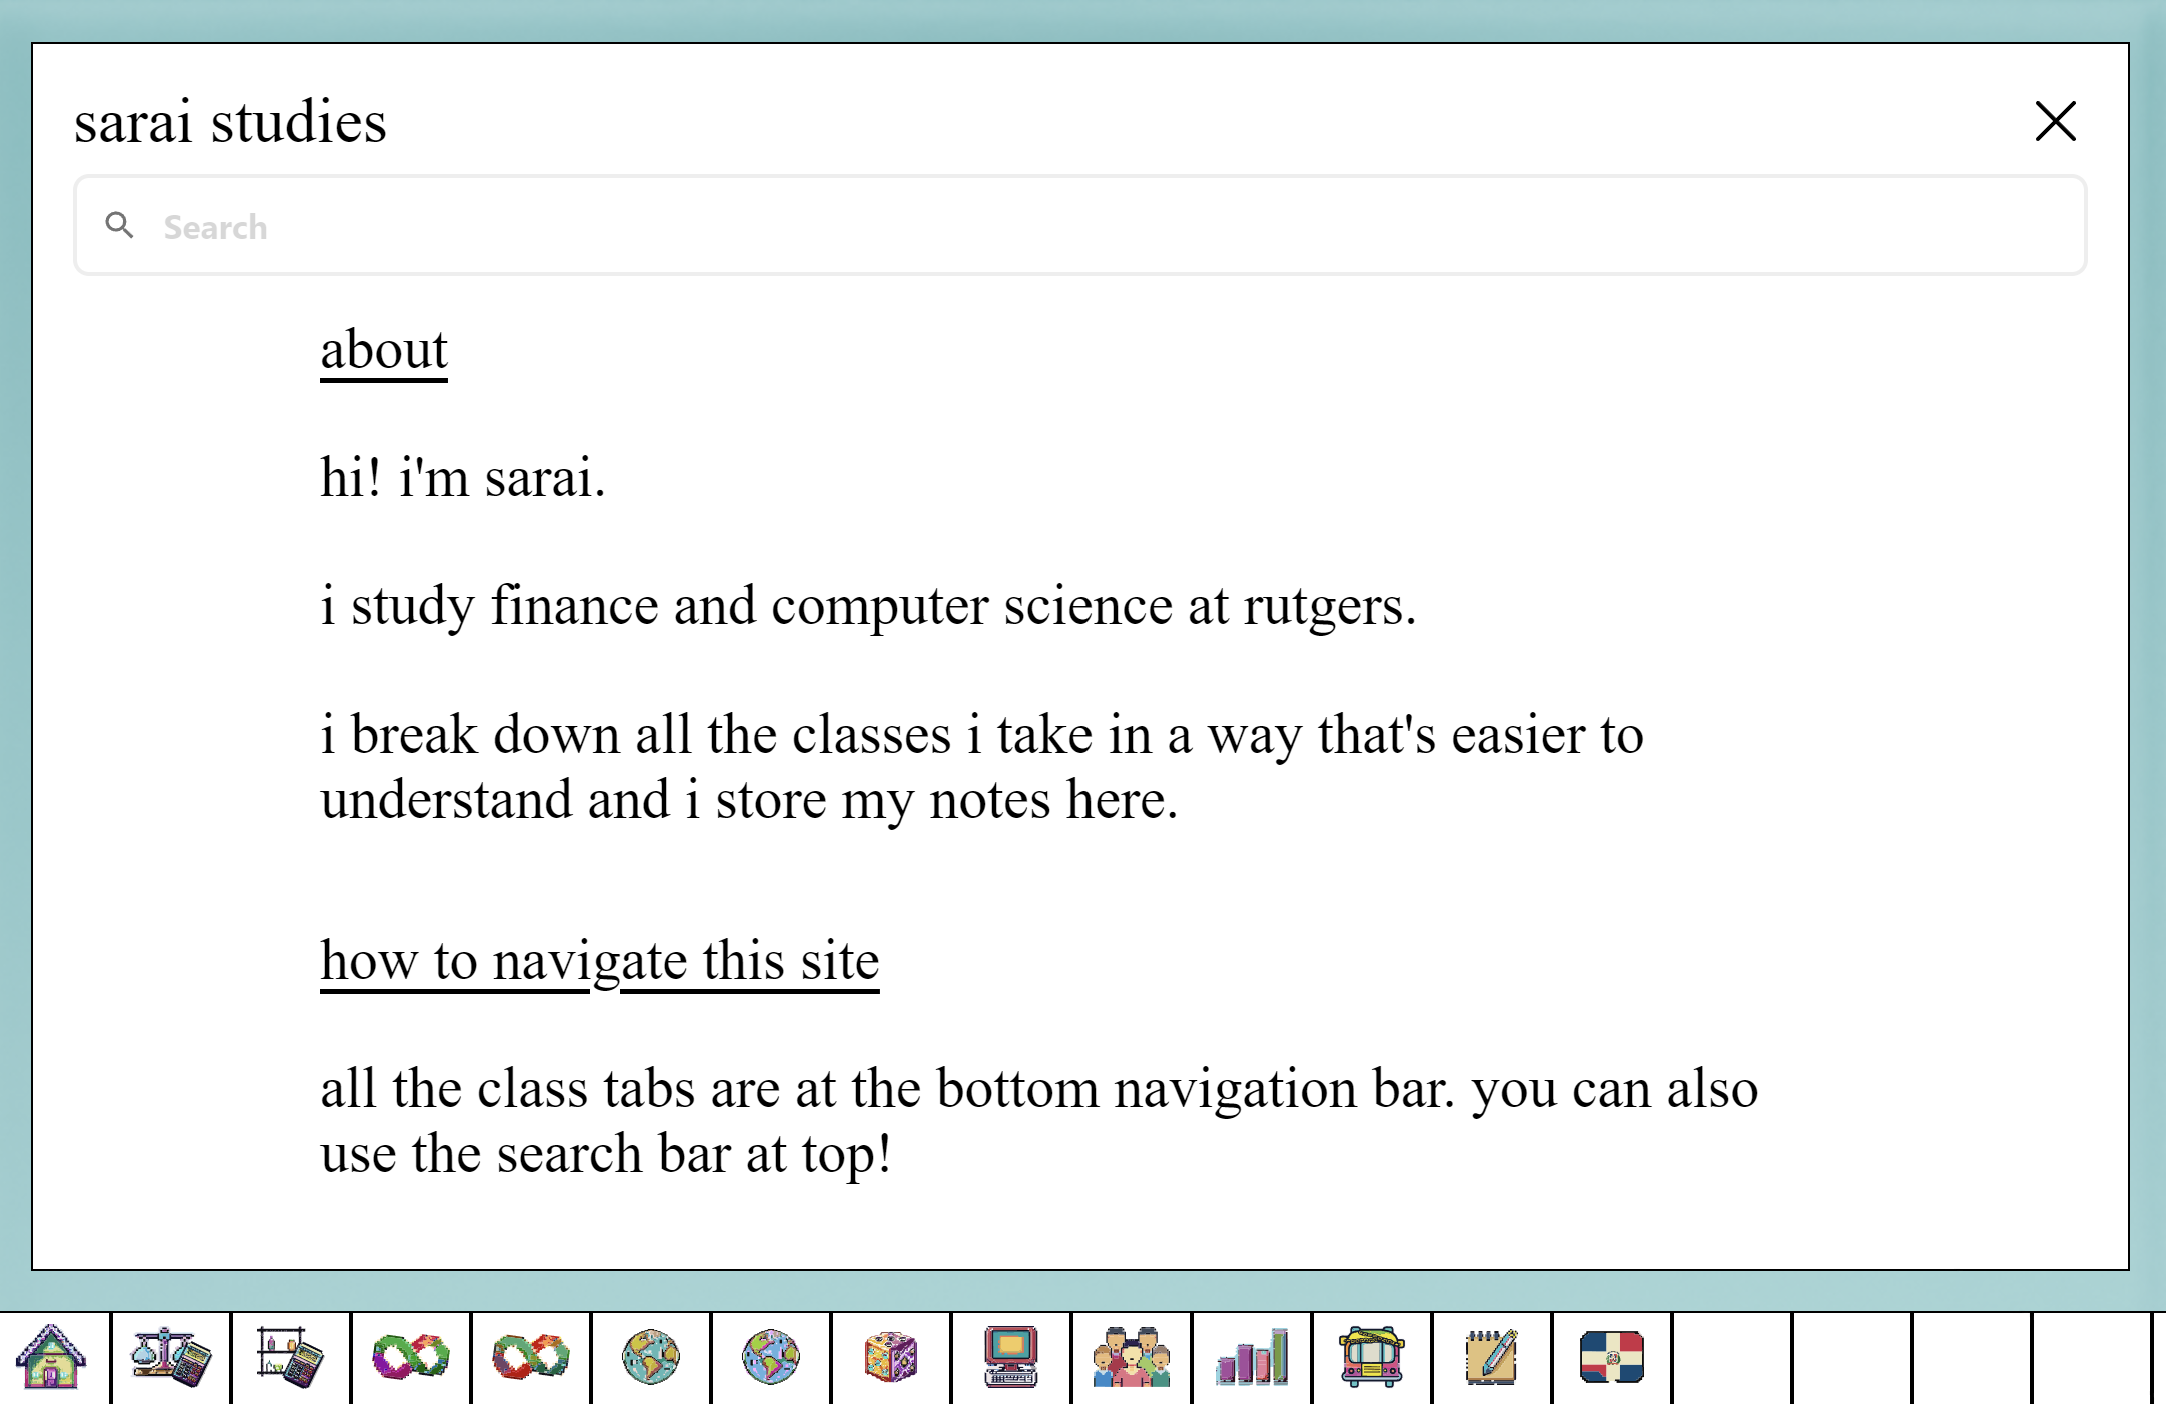 sarai studies
Search
about
hi! i'm sarai.
i study finance and computer science at rutgers.
i break down all the classes i take in a way that's easier to
understand and i store my notes here.
how to navigate this site
all the class tabs are at the bottom navigation bar. you can also
use the search bar at top!